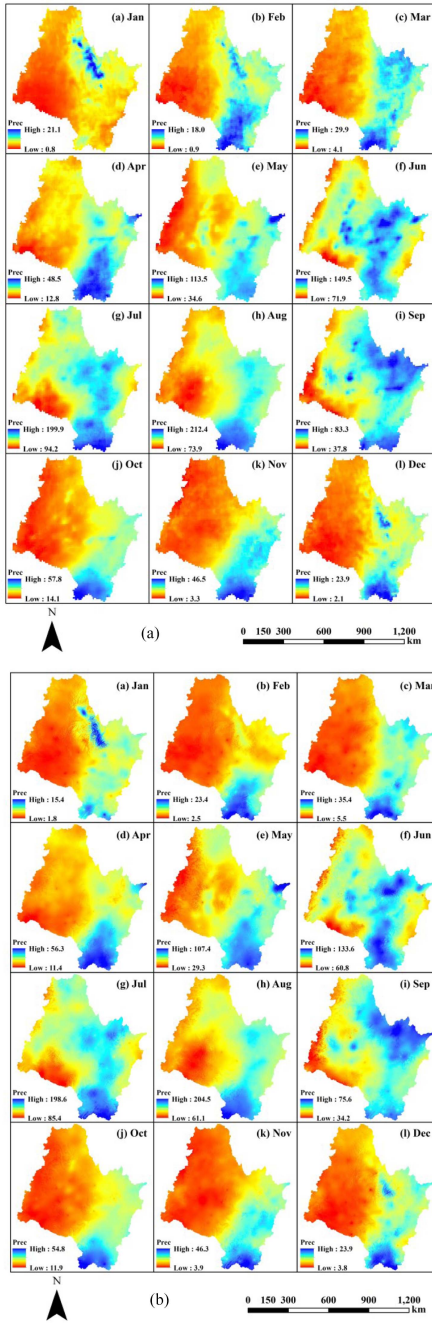 (a) Jan
Prec
High : 21.1
Low : 0.8
(b) Feb
Prec
High : 18.0
Low : 0.9
(c) Mar
Prec
High : 29.9
Low : 4.1
(d) Apr
Prec
High : 48.5
Low : 12.8
(e) May
Prec
High : 113.5
Low : 34.6
(f) Jun
Prec
High : 149.5
Low : 71.9
(g) Jul
Prec
High : 199.9
Low : 94.2
(h) Aug
Prec
High : 212.4
Low : 73.9
(i) Sep
Prec
High : 83.3
Low : 37.8
(j) Oct
Prec
High : 57.8
Low : 14.1
(k) Nov
Prec
High : 46.5
Low : 3.3
(l) Dec
Prec
High : 23.9
Low : 2.1
N
(a)
0 150 300 600 900 1,200
km
(a) Jan
Prec
High : 15.4
Low : 1.8
(b) Feb
Prec
High : 23.4
Low : 2.5
(c) Mar
Prec
High : 35.4
Low : 5.5
(d) Apr
Prec
High : 56.3
Low : 11.4
(e) May
Prec
High : 107.4
Low : 29.3
(f) Jun
Prec
High : 133.6
Low : 60.8
(g) Jul
Prec
High : 198.6
Low : 85.4
(h) Aug
Prec
High : 204.5
Low : 61.1
(i) Sep
Prec
High : 75.6
Low : 34.2
(j) Oct
Prec
High : 54.8
Low : 11.9
(k) Nov
Prec
High : 46.3
Low : 3.9
(l) Dec
Prec
High : 23.9
Low : 3.8
N
(b)
0 150 300 600 900 1,200
km